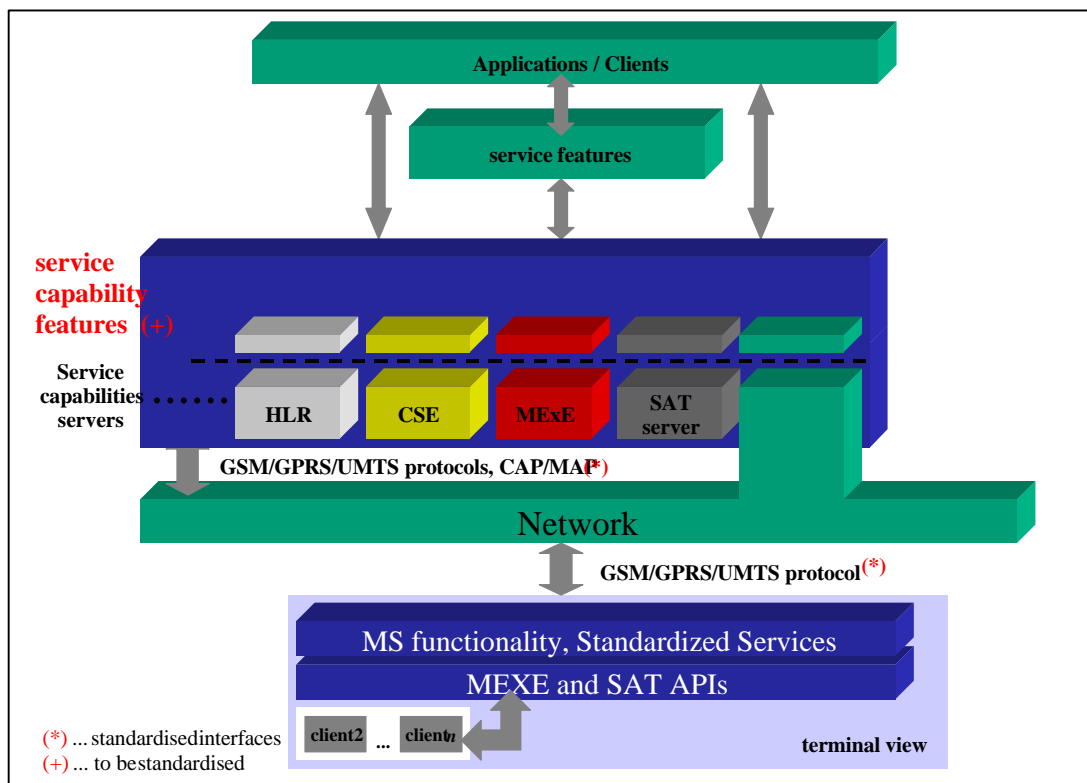 Applications / Clients
service features
service
capability
features (+)
Service
capabilities
servers
HLR
CSE
MExE
SAT
server
GSM/GPRS/UMTS protocols, CAP/MAP(*)
Network
GSM/GPRS/UMTS protocol(*)
MS functionality, Standardized Services
MEXE and SAT APIs
client2 ... clientn
terminal view
(*) ... standardisedinterfaces
(+) ... to bestandardised